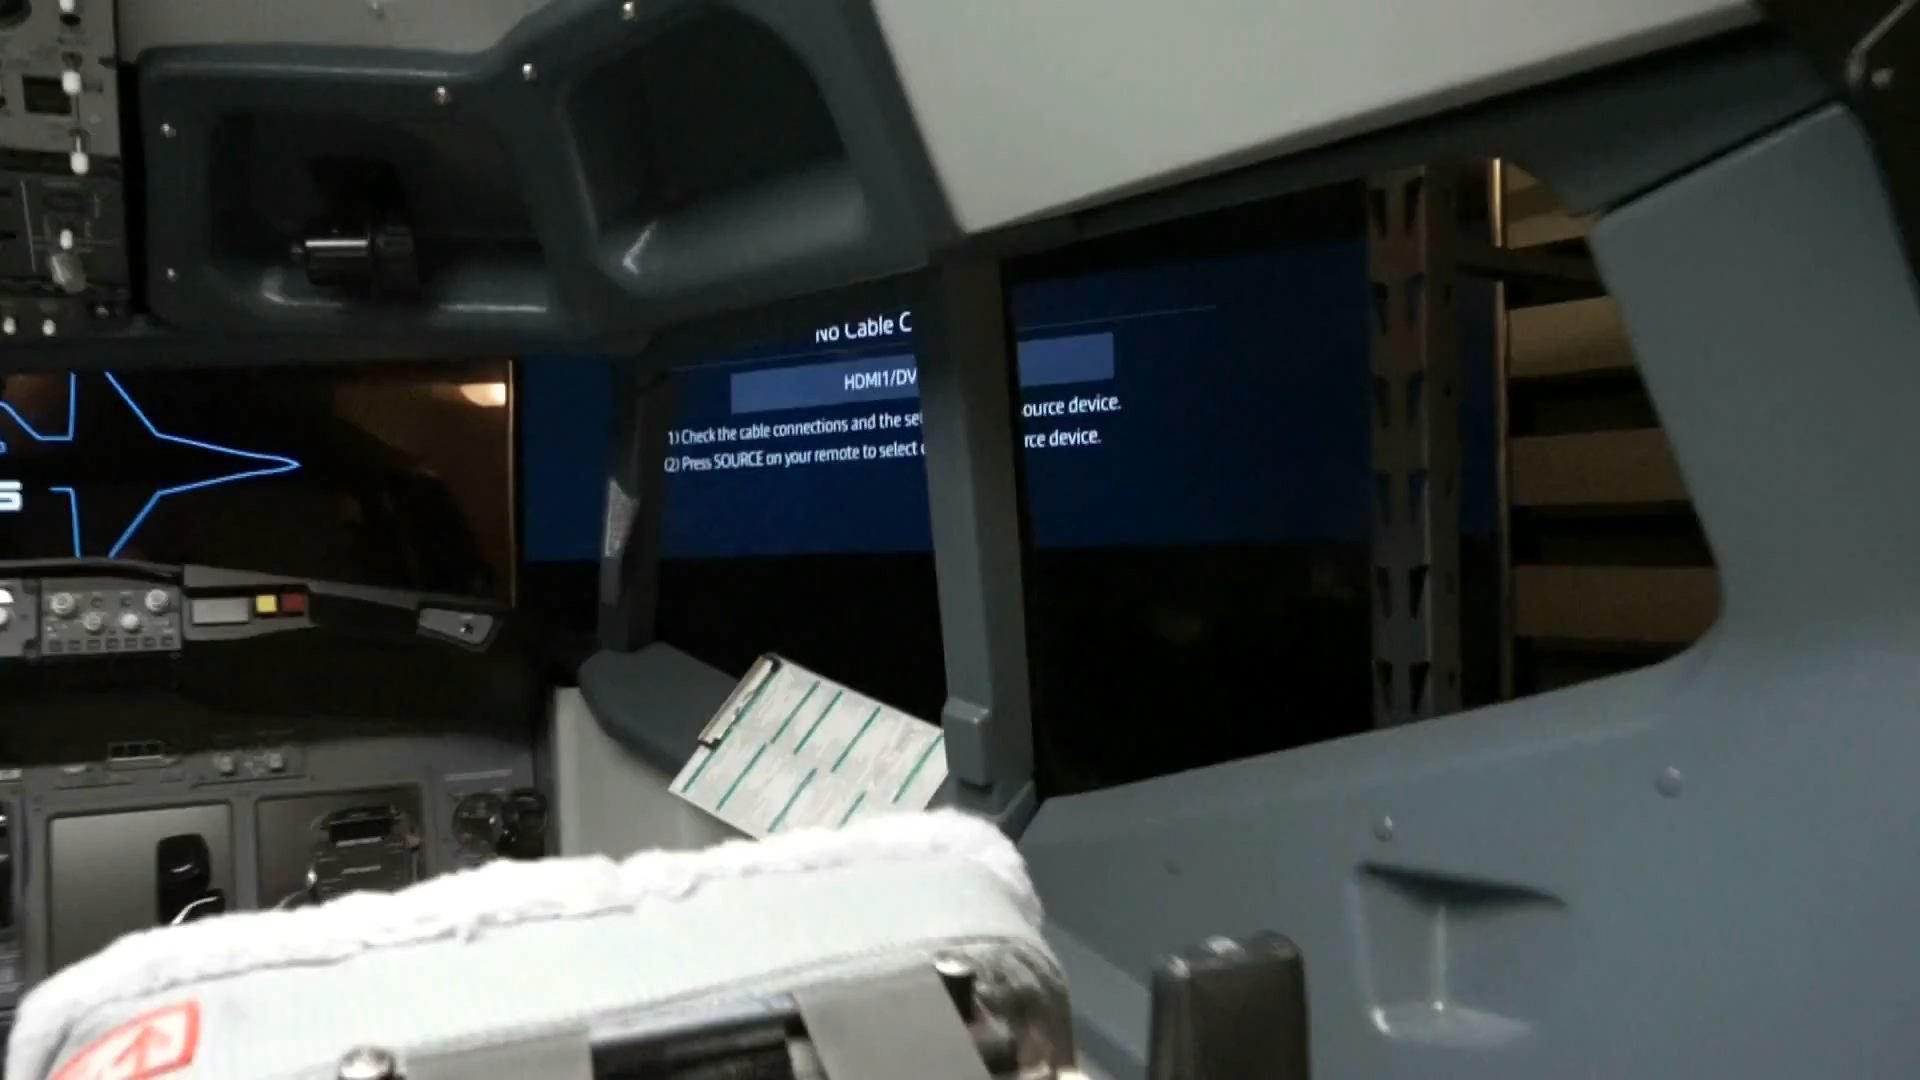 No Cable C
HDMI1/DV
1) Check the cable connections and the se ource device.
(2) Press SOURCE on your remote to select rce device.